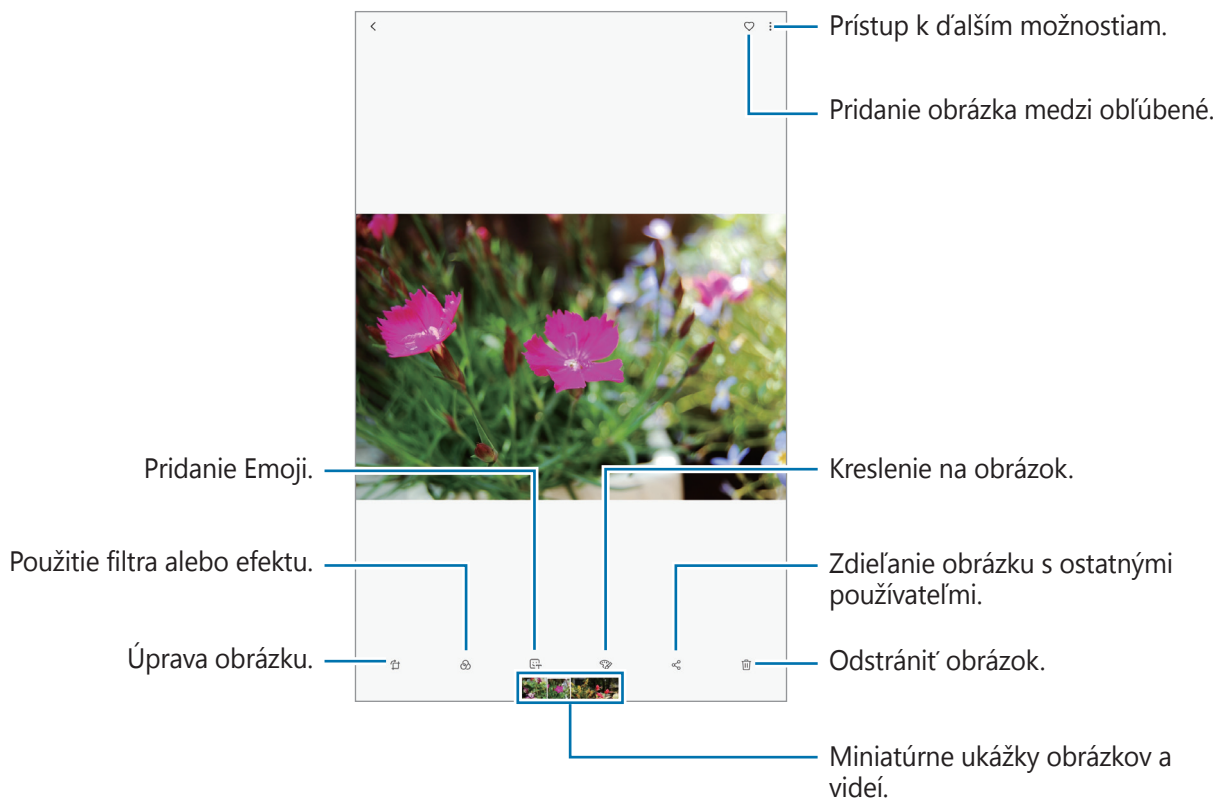 Prístup k ďalším možnostiam.
Pridanie obrázka medzi obľúbené.
Pridanie Emoji.
Kreslenie na obrázok.
Použitie filtra alebo efektu.
Zdieľanie obrázku s ostatnými
používateľmi.
Úprava obrázku.
Odstrániť obrázok.
Miniatúrne ukážky obrázkov a
videí.